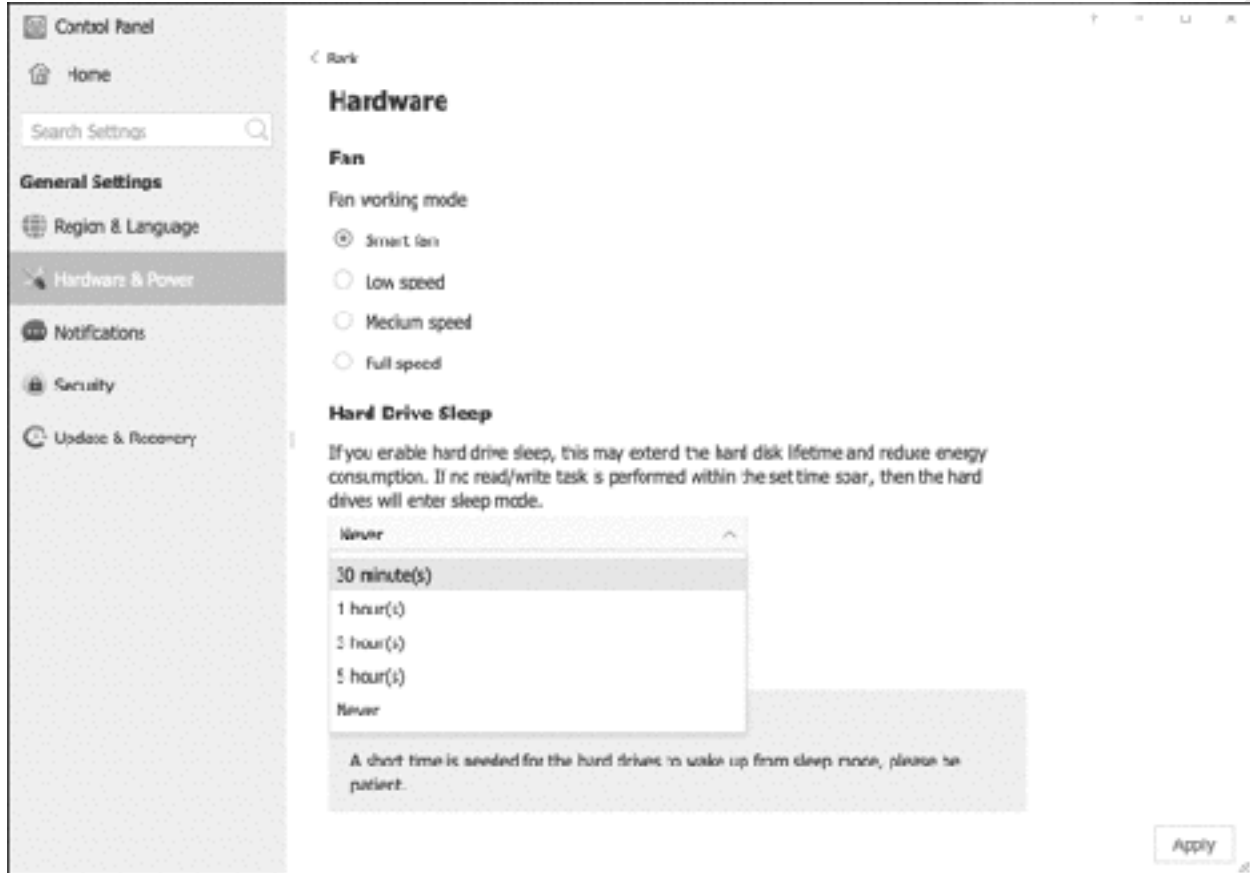 Control Panel
Home
Search Settings
General Settings
Region & Language
Hardware & Power
Notifications
Security
Update & Recovery
Back
Hardware
Fan
Fan working mode
Smart fan
Low speed
Medium speed
Full speed
Hard Drive Sleep
If you enable hard drive sleep, this may extend the hard disk lifetime and reduce energy
consumption. If no read/write task is performed within the set time span, then the hard
drives will enter sleep mode.
Never
30 minute(s)
1 hour(s)
3 hour(s)
5 hour(s)
Never
A short time is needed for the hard drives to wake up from sleep mode, please be
patient.
Apply